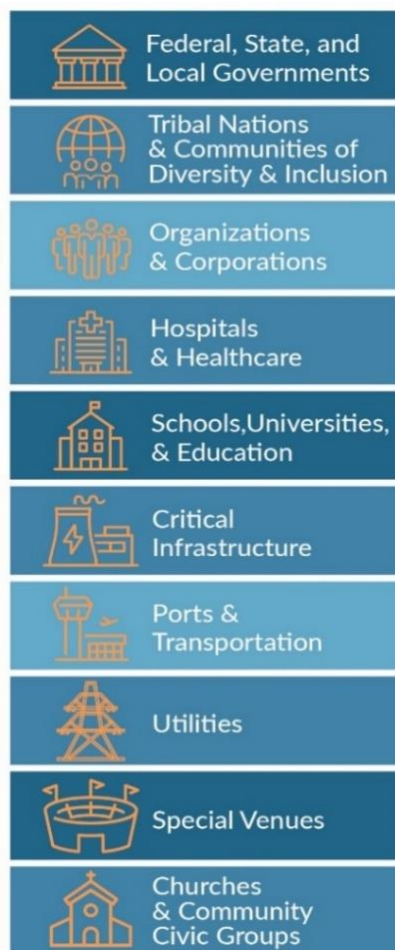 Federal, State, and
Local Governments
Tribal Nations
& Communities of
Diversity & Inclusion
Organizations
& Corporations
Hospitals
& Healthcare
Schools,Universities,
& Education
Critical
Infrastructure
Ports &
Transportation
Utilities
Special Venues
Churches
& Community
Civic Groups